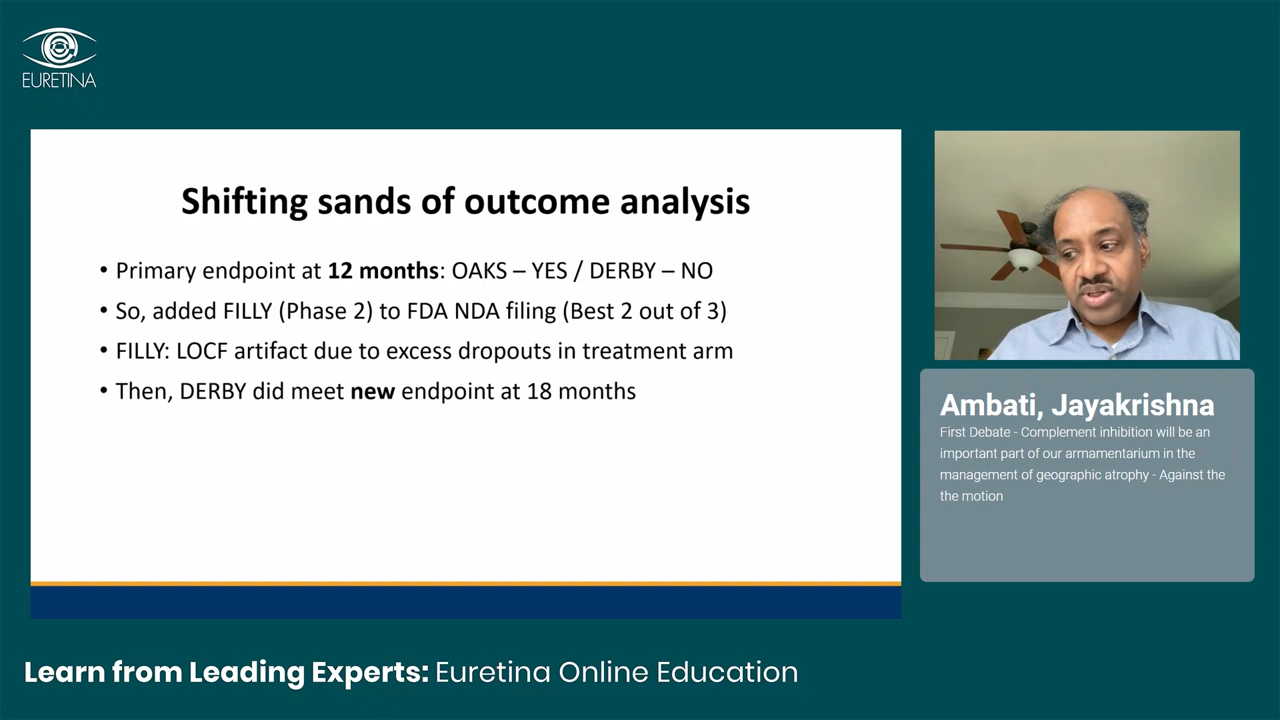 EURETINA
Shifting sands of outcome analysis
• Primary endpoint at 12 months: OAKS – YES / DERBY – NO
• So, added FILLY (Phase 2) to FDA NDA filing (Best 2 out of 3)
• FILLY: LOCF artifact due to excess dropouts in treatment arm
• Then, DERBY did meet new endpoint at 18 months
Ambati, Jayakrishna
First Debate - Complement inhibition will be an
important part of our armamentarium in the
management of geographic atrophy - Against the
the motion
Learn from Leading Experts: Euretina Online Education